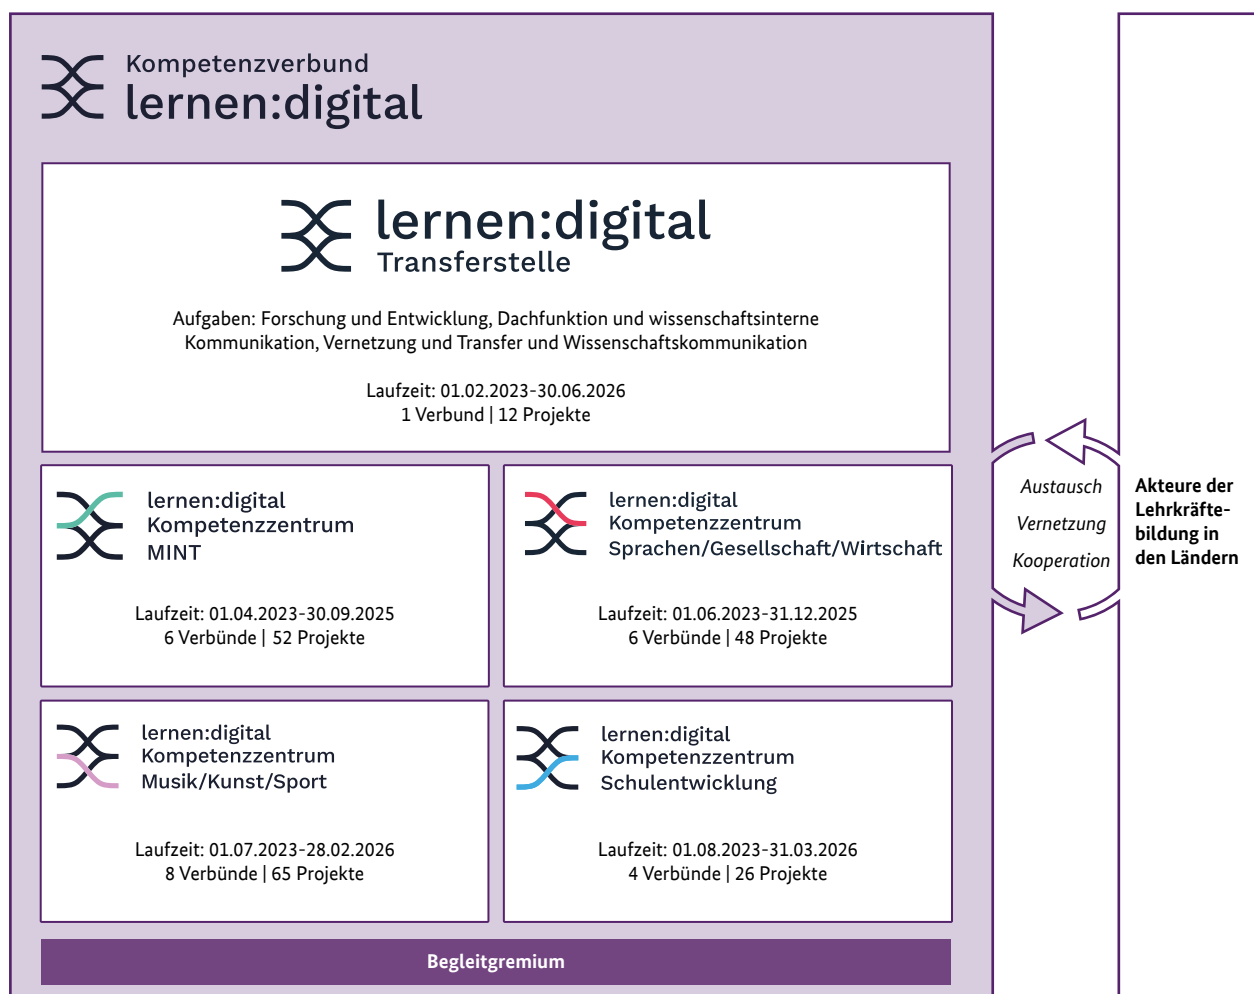 Kompetenzverbund
lernen:digital
lernen:digital
Transferstelle
Aufgaben: Forschung und Entwicklung, Dachfunktion und wissenschaftsinterne
Kommunikation, Vernetzung und Transfer und Wissenschaftskommunikation
Laufzeit: 01.02.2023-30.06.2026
1 Verbund | 12 Projekte
lernen:digital
Kompetenzzentrum
MINT
Laufzeit: 01.04.2023-30.09.2025
6 Verbünde | 52 Projekte
lernen:digital
Kompetenzzentrum
Sprachen/Gesellschaft/Wirtschaft
Laufzeit: 01.06.2023-31.12.2025
6 Verbünde | 48 Projekte
lernen:digital
Kompetenzzentrum
Musik/Kunst/Sport
Laufzeit: 01.07.2023-28.02.2026
8 Verbünde | 65 Projekte
lernen:digital
Kompetenzzentrum
Schulentwicklung
Laufzeit: 01.08.2023-31.03.2026
4 Verbünde | 26 Projekte
Begleitgremium
Austausch
Vernetzung
Kooperation
Akteure der
Lehrkräfte-
bildung in
den Ländern